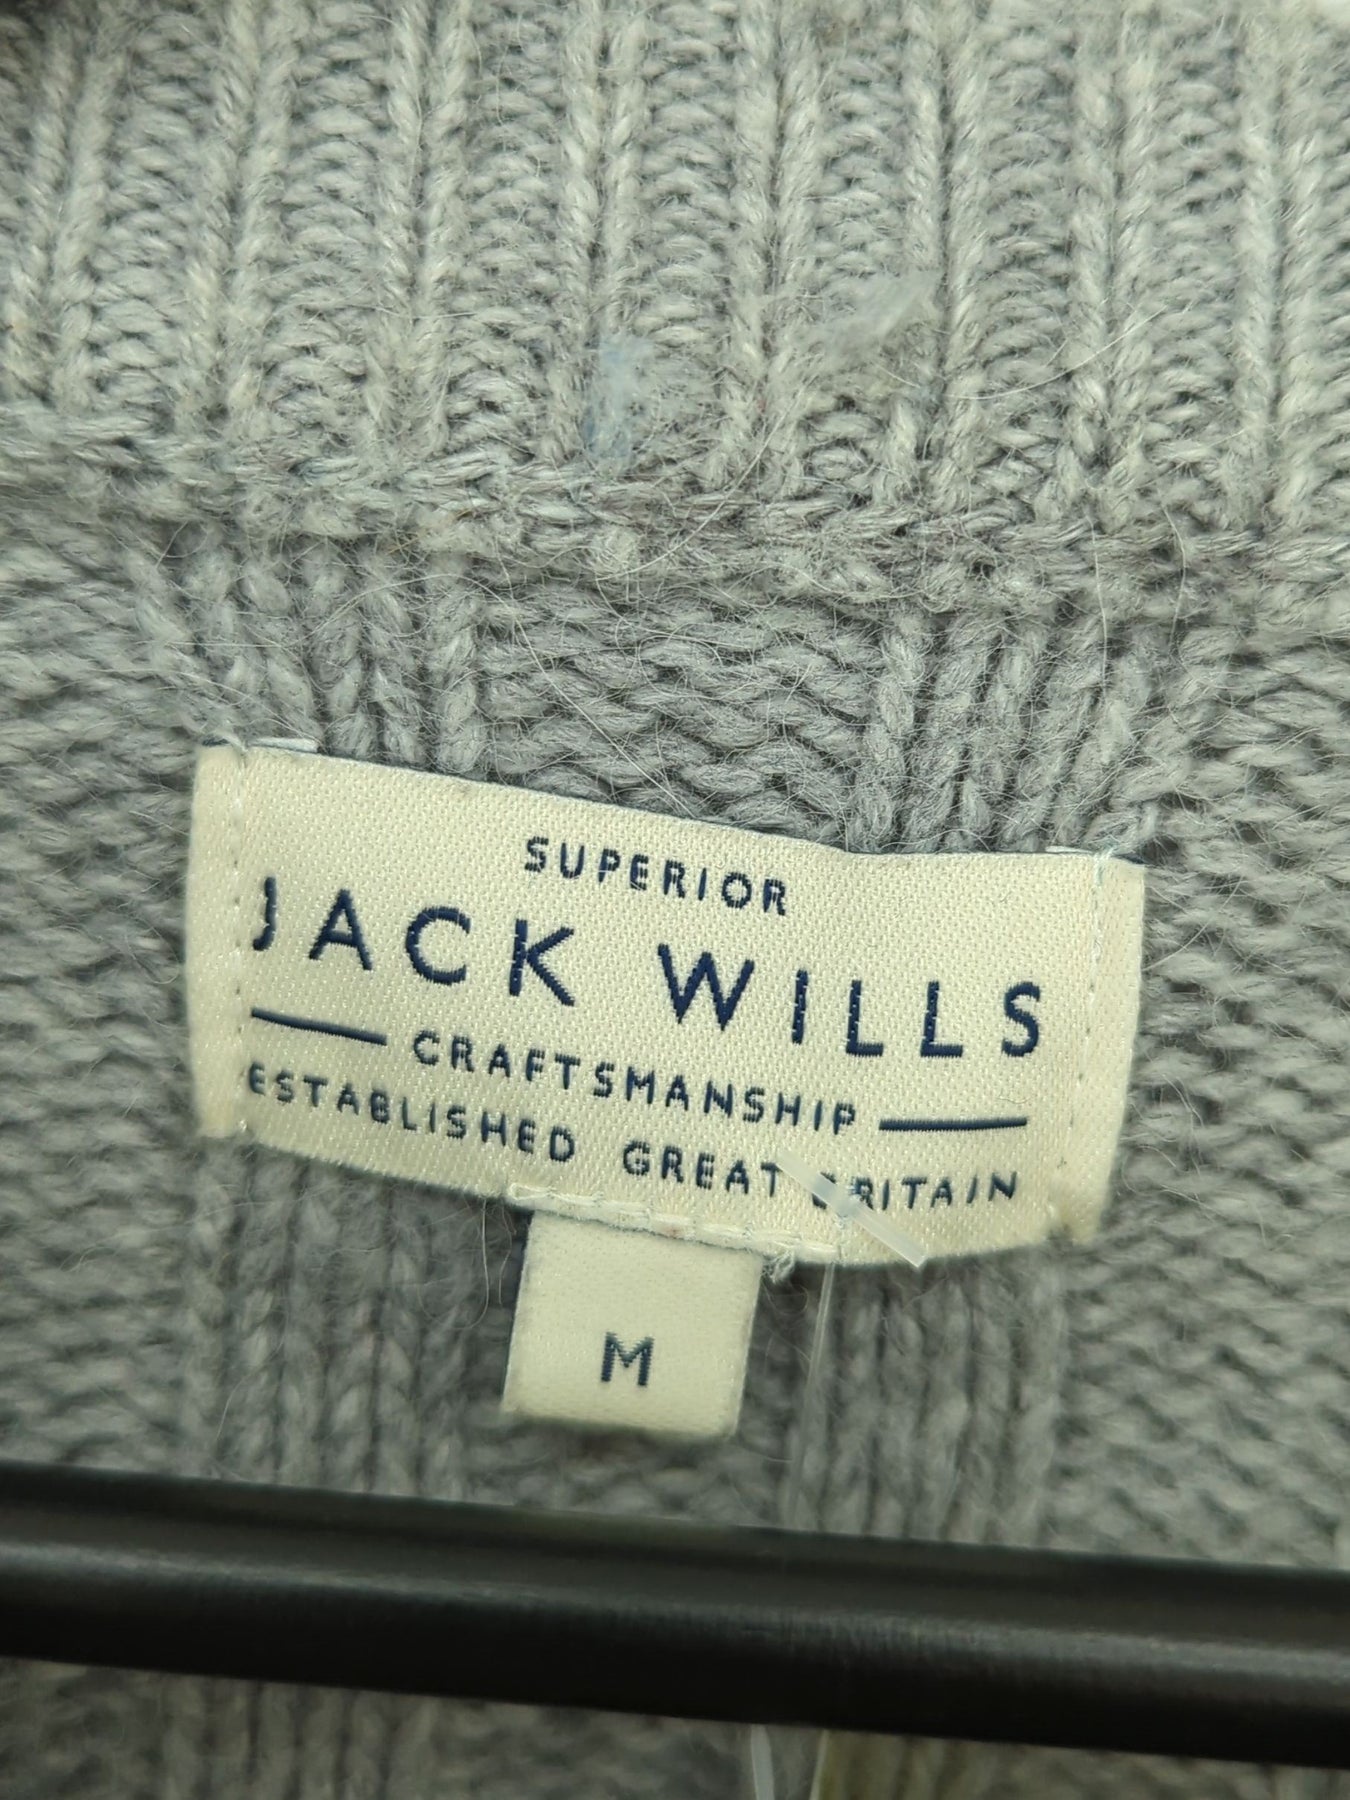 SUPERIOR
JACK WILLS
CRAFTSMANSHIP
ESTABLISHED GREAT BRITAIN
M